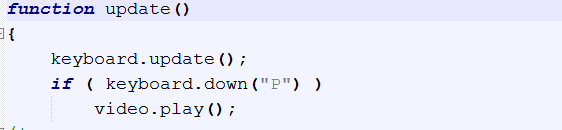 function update()
{
keyboard.update();
if ( keyboard.down("P") )
video.play();